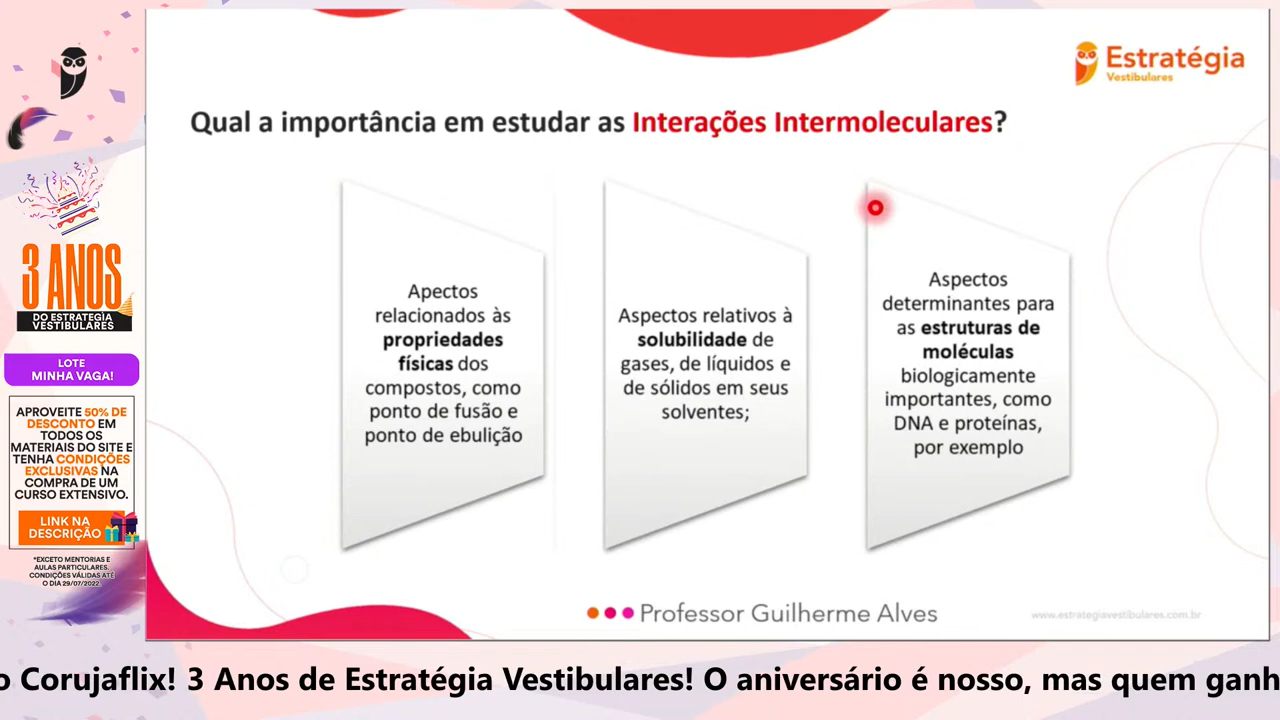 Estratégia
Vestibulares
Qual a importância em estudar as Interações Intermoleculares?
Apectos
relacionados às
propriedades
físicas dos
compostos, como
ponto de fusão e
ponto de ebulição
Aspectos relativos à
solubilidade de
gases, de líquidos e
de sólidos em seus
solventes;
Aspectos
determinantes para
as estruturas de
moléculas
biologicamente
importantes, como
DNA e proteínas,
por exemplo
Professor Guilherme Alves
www.estrategiavestibulares.com.br
3 ANOS
DO ESTRATÉGIA
VESTIBULARES
LOTE
MINHA VAGA!
APROVEITE 50% DE
DESCONTO EM
TODOS OS
MATERIAIS DO SITE E
TENHA CONDIÇÕES
EXCLUSIVAS NA
COMPRA DE UM
CURSO EXTENSIVO.
LINK NA
DESCRIÇÃO
*EXCETO MENTORIAS E
AULAS PARTICULARES.
CONDIÇÕES VÁLIDAS ATÉ
O DIA 29/07/2022.
o Corujaflix! 3 Anos de Estratégia Vestibulares! O aniversário é nosso, mas quem ganh